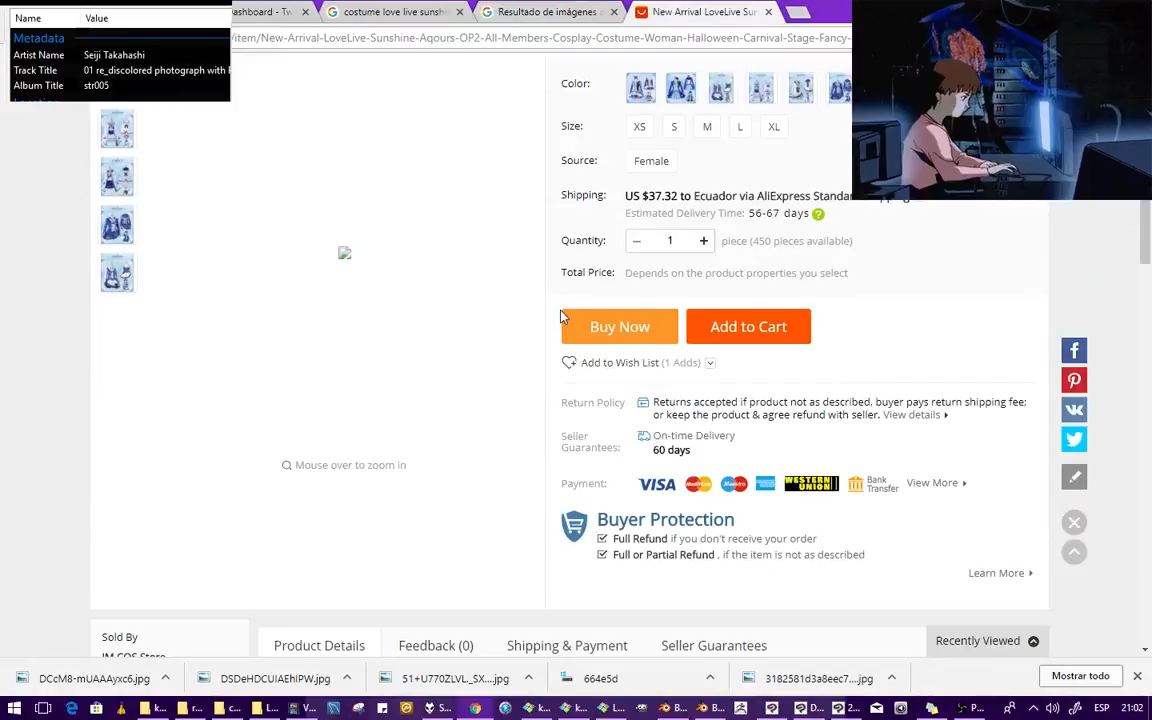 Name Value
Metadata
Artist Name Seiji Takahashi
Track Title 01 re_discolored photograph with
Album Title str005
ashboard - Tw
costume love live sunshi
Resultado de imágenes
New Arrival LoveLive Sun
/item/New-Arrival-LoveLive-Sunshine-Aqours-OP2-All-Members-Cosplay-Costume-Woman-Halloween-Carnival-Stage-Fancy-
Color:
Size: XS S M L XL
Source: Female
Shipping: US $37.32 to Ecuador via AliExpress
Estimated Delivery Time: 56-67 days ?
Quantity: − 1 + piece (450 pieces available)
Total Price: Depends on the product properties you select
Buy Now Add to Cart
Add to Wish List (1 Adds)
Return Policy Returns accepted if product not as described, buyer pays return shipping fee;
or keep the product & agree refund with seller. View details
Seller
Guarantees: On-time Delivery
60 days
Mouse over to zoom in
Payment: VISA MasterCard Maestro WESTERN UNION Bank Transfer View More
Buyer Protection
Full Refund if you don't receive your order
Full or Partial Refund , if the item is not as described
Learn More
Sold By
Product Details Feedback (0) Shipping & Payment Seller Guarantees
Recently Viewed
IM COS Store
DCcM8-mUAAAyxc6.jpg DSDeHDCUIAEhIPW.jpg 51+U770ZLVL._SX....jpg 664e5d 3182581d3a8eec7....jpg Mostrar todo
ESP 21:02